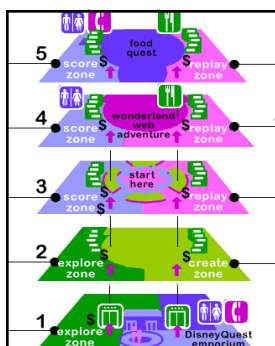 5
food
quest
$
$
score
zone
replay
zone
4
wonderland
web
adventure
$
$
score
zone
replay
zone
3
start
here
$
$
score
zone
$
replay
zone
2
explore
zone
create
zone
1
$
explore
zone
DisneyQuest
emporium